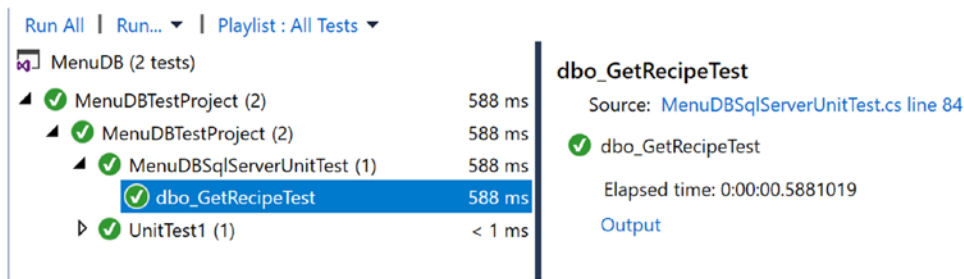 Run All | Run... | Playlist : All Tests
MenuDB (2 tests)
MenuDBTestProject (2) 588 ms
MenuDBTestProject (2) 588 ms
MenuDBSqlServerUnitTest (1) 588 ms
dbo_GetRecipeTest 588 ms
UnitTest1 (1) < 1 ms
dbo_GetRecipeTest
Source: MenuDBSqlServerUnitTest.cs line 84
dbo_GetRecipeTest
Elapsed time: 0:00:00.5881019
Output